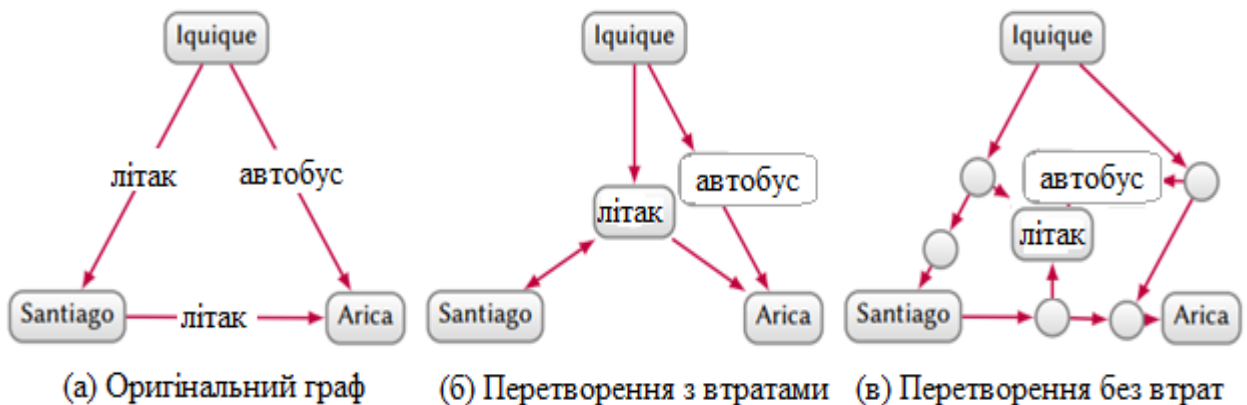 Iquique
літак
автобус
Santiago
літак
Arica
(а) Оригінальний граф
Iquique
автобус
літак
Santiago
Arica
(б) Перетворення з втратами
Iquique
автобус
літак
Santiago
Arica
(в) Перетворення без втрат